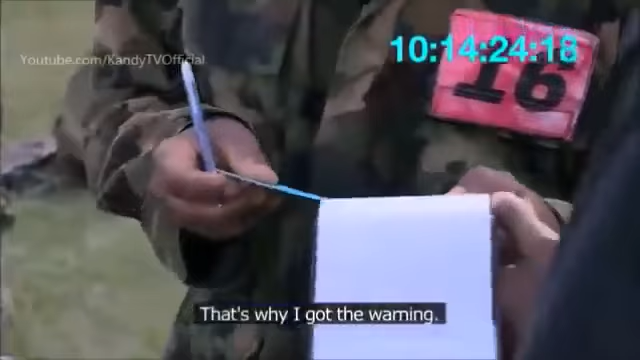 Youtube.com/KandyTVOfficial
10:14:24:18
16
That's why I got the warning.